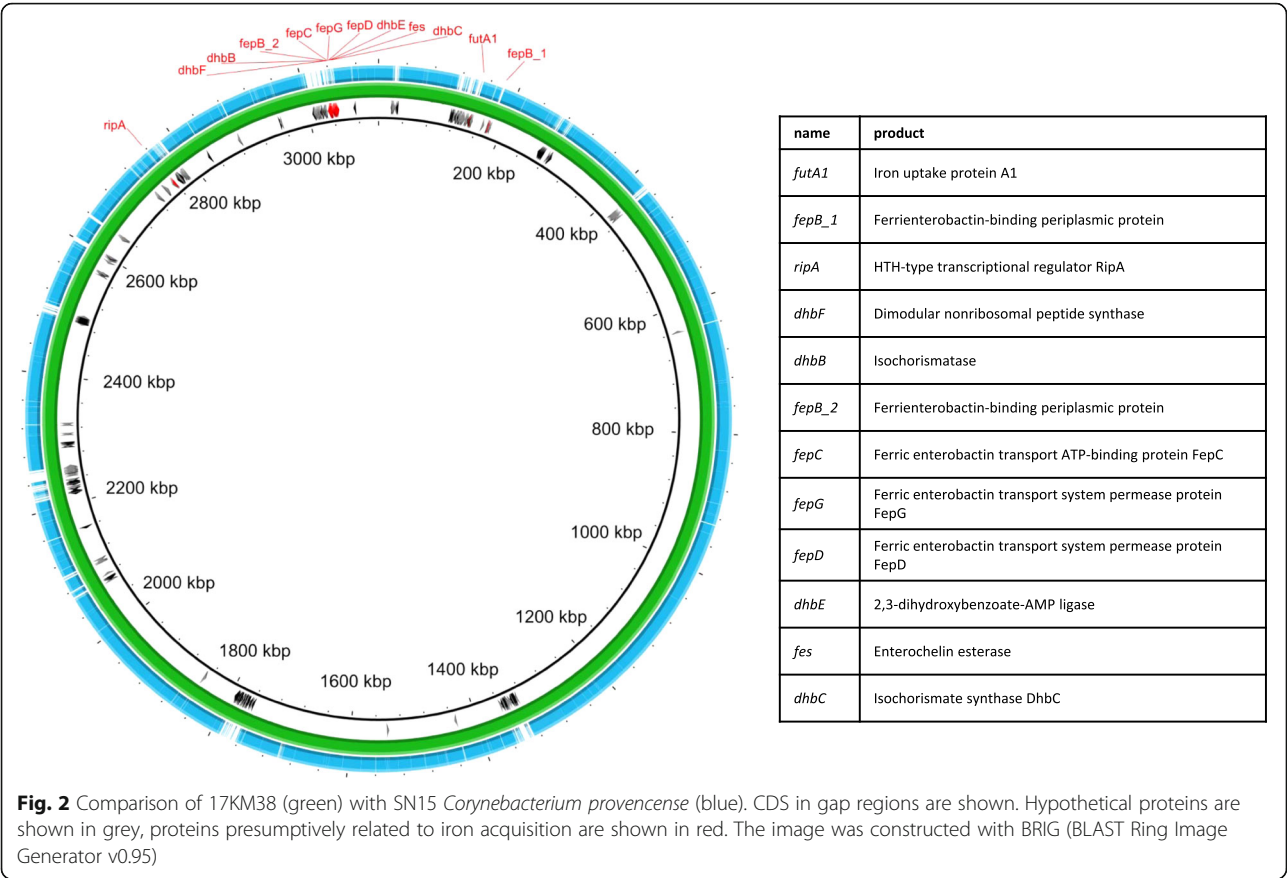 fepC fepG fepD dhbE fes dhbC
fepB_2 futA1
dhbB fepB_1
dhbF
ripA
3000 kbp
200 kbp
2800 kbp
400 kbp
2600 kbp
600 kbp
2400 kbp
800 kbp
2200 kbp
1000 kbp
2000 kbp
1200 kbp
1800 kbp
1400 kbp
1600 kbp
name product
futA1 Iron uptake protein A1
fepB_1 Ferrienterobactin-binding periplasmic protein
ripA HTH-type transcriptional regulator RipA
dhbF Dimodular nonribosomal peptide synthase
dhbB Isochorismatase
fepB_2 Ferrienterobactin-binding periplasmic protein
fepC Ferric enterobactin transport ATP-binding protein FepC
fepG Ferric enterobactin transport system permease protein
FepG
fepD Ferric enterobactin transport system permease protein
FepD
dhbE 2,3-dihydroxybenzoate-AMP ligase
fes Enterochelin esterase
dhbC Isochorismate synthase DhbC
Fig. 2 Comparison of 17KM38 (green) with SN15 Corynebacterium provencense (blue). CDS in gap regions are shown. Hypothetical proteins are
shown in grey, proteins presumptively related to iron acquisition are shown in red. The image was constructed with BRIG (BLAST Ring Image
Generator v0.95)